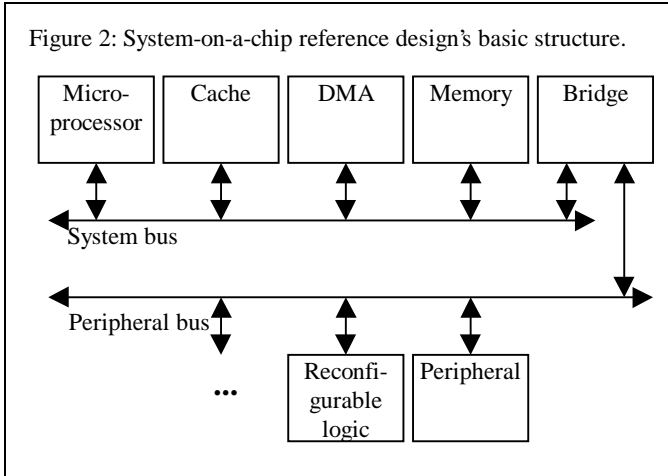 Figure 2: System-on-a-chip reference design's basic structure.
Micro-
processor
Cache
DMA
Memory
Bridge
System bus
Peripheral bus
...
Reconfi-
gurable
logic
Peripheral